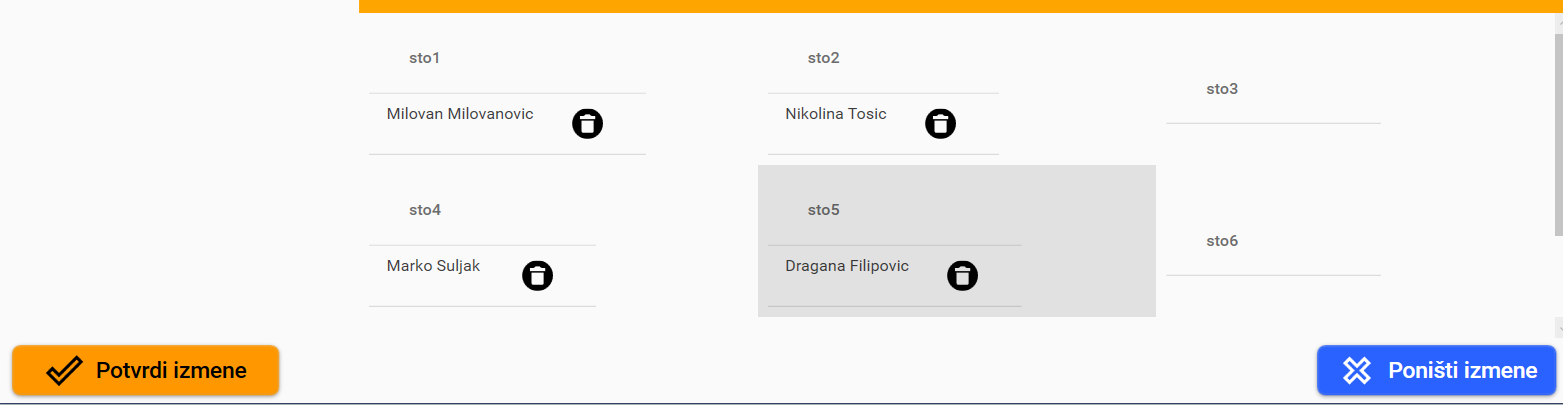 sto1
sto2
sto3
Milovan Milovanovic
Nikolina Tosic
sto4
sto5
sto6
Marko Suljak
Dragana Filipovic
Potvrdi izmene
Poništi izmene